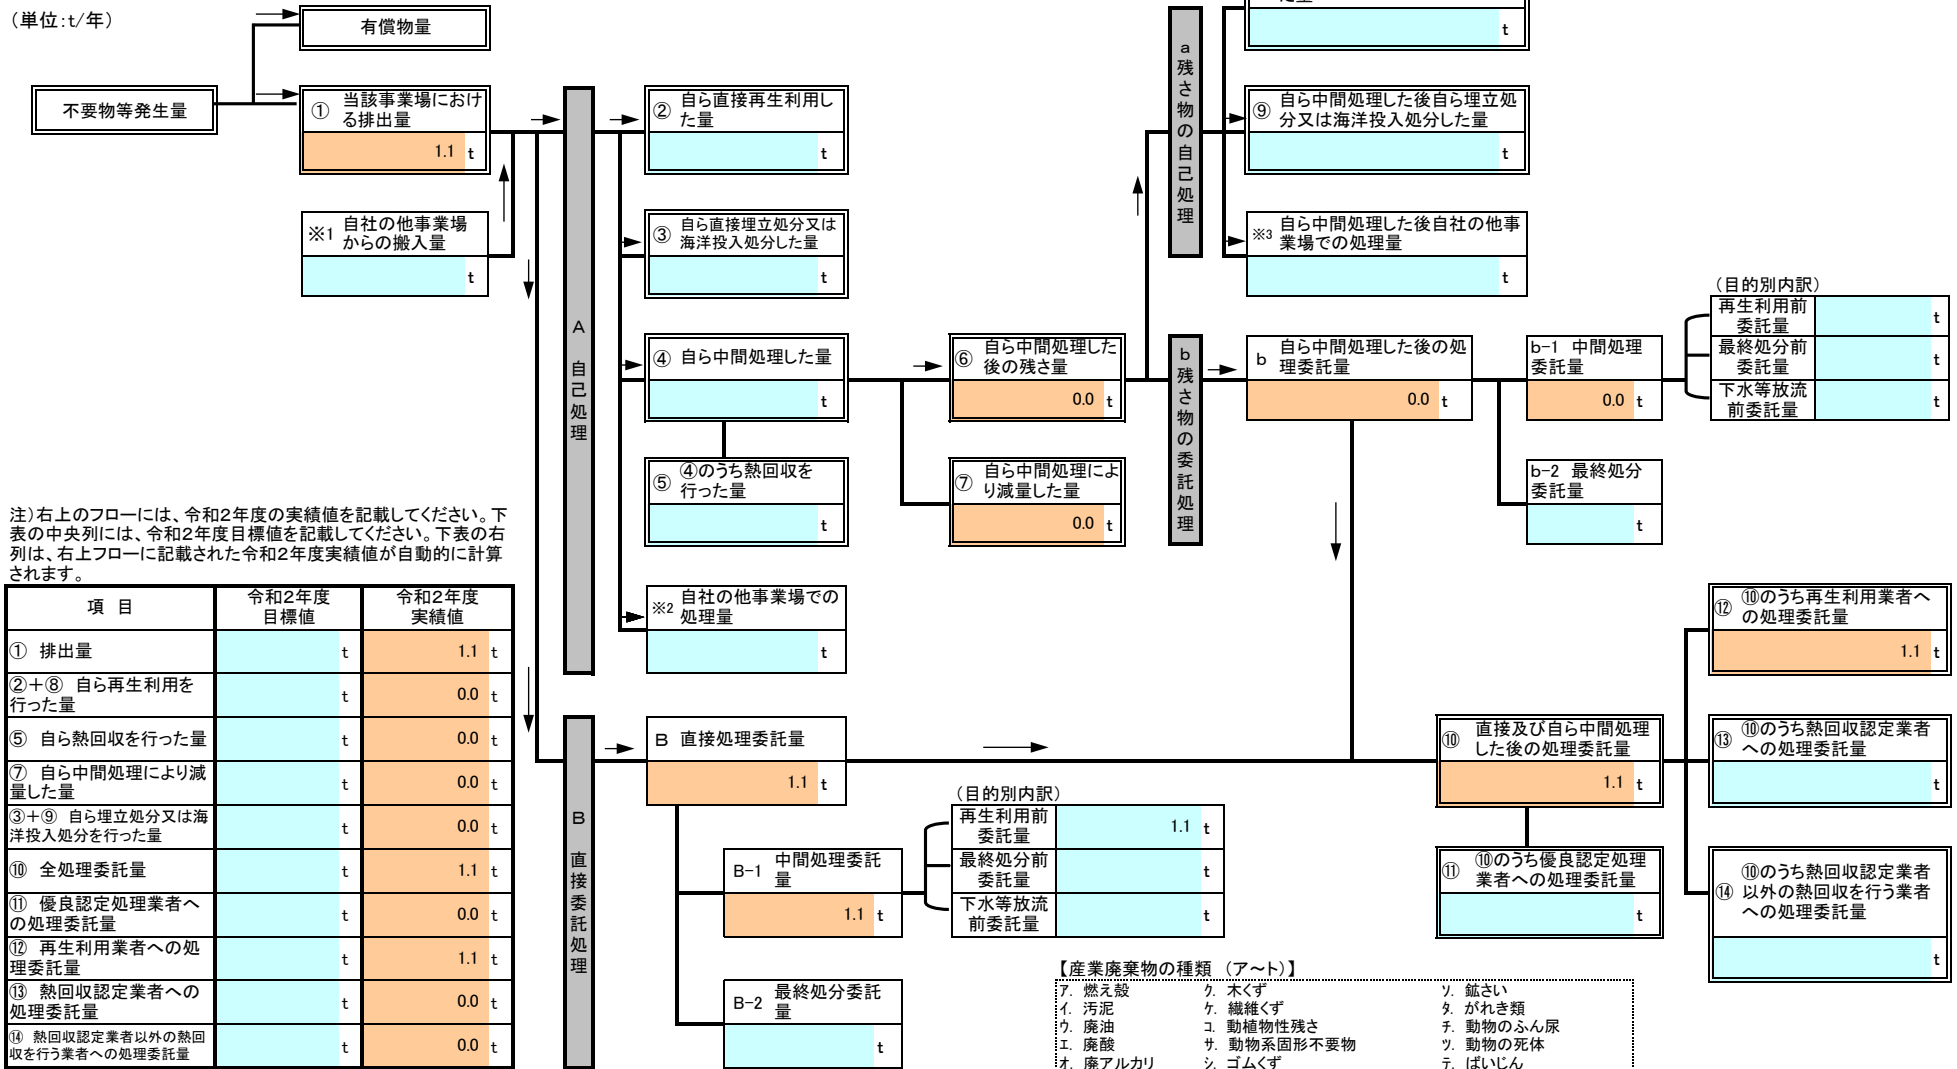 （単位：t/年）
有償物量
不要物等発生量
① 当該事業場におけ
る排出量
1.1 t
※1 自社の他事業場
からの搬入量
t
A 自己処理
② 自ら直接再生利用し
た量
t
③ 自ら直接埋立処分又は
海洋投入処分した量
t
④ 自ら中間処理した量
t
⑤ ④のうち熱回収を
行った量
t
※2 自社の他事業場での
処理量
t
⑥ 自ら中間処理した
後の残さ量
0.0 t
⑦ 自ら中間処理によ
り減量した量
0.0 t
a 残さ物の自己処理
t
⑨ 自ら中間処理した後自ら埋立処
分又は海洋投入処分した量
t
※3 自ら中間処理した後自社の他事
業場での処理量
t
b 残さ物の委託処理
b 自ら中間処理した後の処
理委託量
0.0 t
b-1 中間処理
委託量
0.0 t
（目的別内訳）
再生利用前
委託量
t
最終処分前
委託量
t
下水等放流
前委託量
t
b-2 最終処分
委託量
t
注）右上のフローには、令和２年度の実績値を記載してください。下
表の中央列には、令和２年度目標値を記載してください。下表の右
列は、右上フローに記載された令和２年度実績値が自動的に計算
されます。
項 目
令和2年度
目標値
令和2年度
実績値
① 排出量 t 1.1 t
②＋⑧ 自ら再生利用を
行った量 t 0.0 t
⑤ 自ら熱回収を行った量 t 0.0 t
⑦ 自ら中間処理により減
量した量 t 0.0 t
③＋⑨ 自ら埋立処分又は海
洋投入処分を行った量 t 0.0 t
⑩ 全処理委託量 t 1.1 t
⑪ 優良認定処理業者へ
の処理委託量 t 0.0 t
⑫ 再生利用業者への処
理委託量 t 1.1 t
⑬ 熱回収認定業者への
処理委託量 t 0.0 t
⑭ 熱回収認定業者以外の熱回
収を行う業者への処理委託量 t 0.0 t
B 直接委託処理
B 直接処理委託量
1.1 t
B-1 中間処理委託
量
1.1 t
B-2 最終処分委託
量
t
（目的別内訳）
再生利用前
委託量
1.1 t
最終処分前
委託量
t
下水等放流
前委託量
t
⑩ 直接及び自ら中間処理
した後の処理委託量
1.1 t
⑪ ⑩のうち優良認定処理
業者への処理委託量
t
⑫ ⑩のうち再生利用業者へ
の処理委託量
1.1 t
⑬ ⑩のうち熱回収認定業者
への処理委託量
t
⑭ ⑩のうち熱回収認定業者
以外の熱回収を行う業者
への処理委託量
t
【産業廃棄物の種類 （ア～ト）】
ア. 燃え殻 ク. 木くず ソ. 鉱さい
イ. 汚泥 ケ. 繊維くず タ. がれき類
ウ. 廃油 コ. 動植物性残さ チ. 動物のふん尿
エ. 廃酸 サ. 動物系固形不要物 ツ. 動物の死体
オ. 廃アルカリ シ. ゴムくず テ. ばいじん